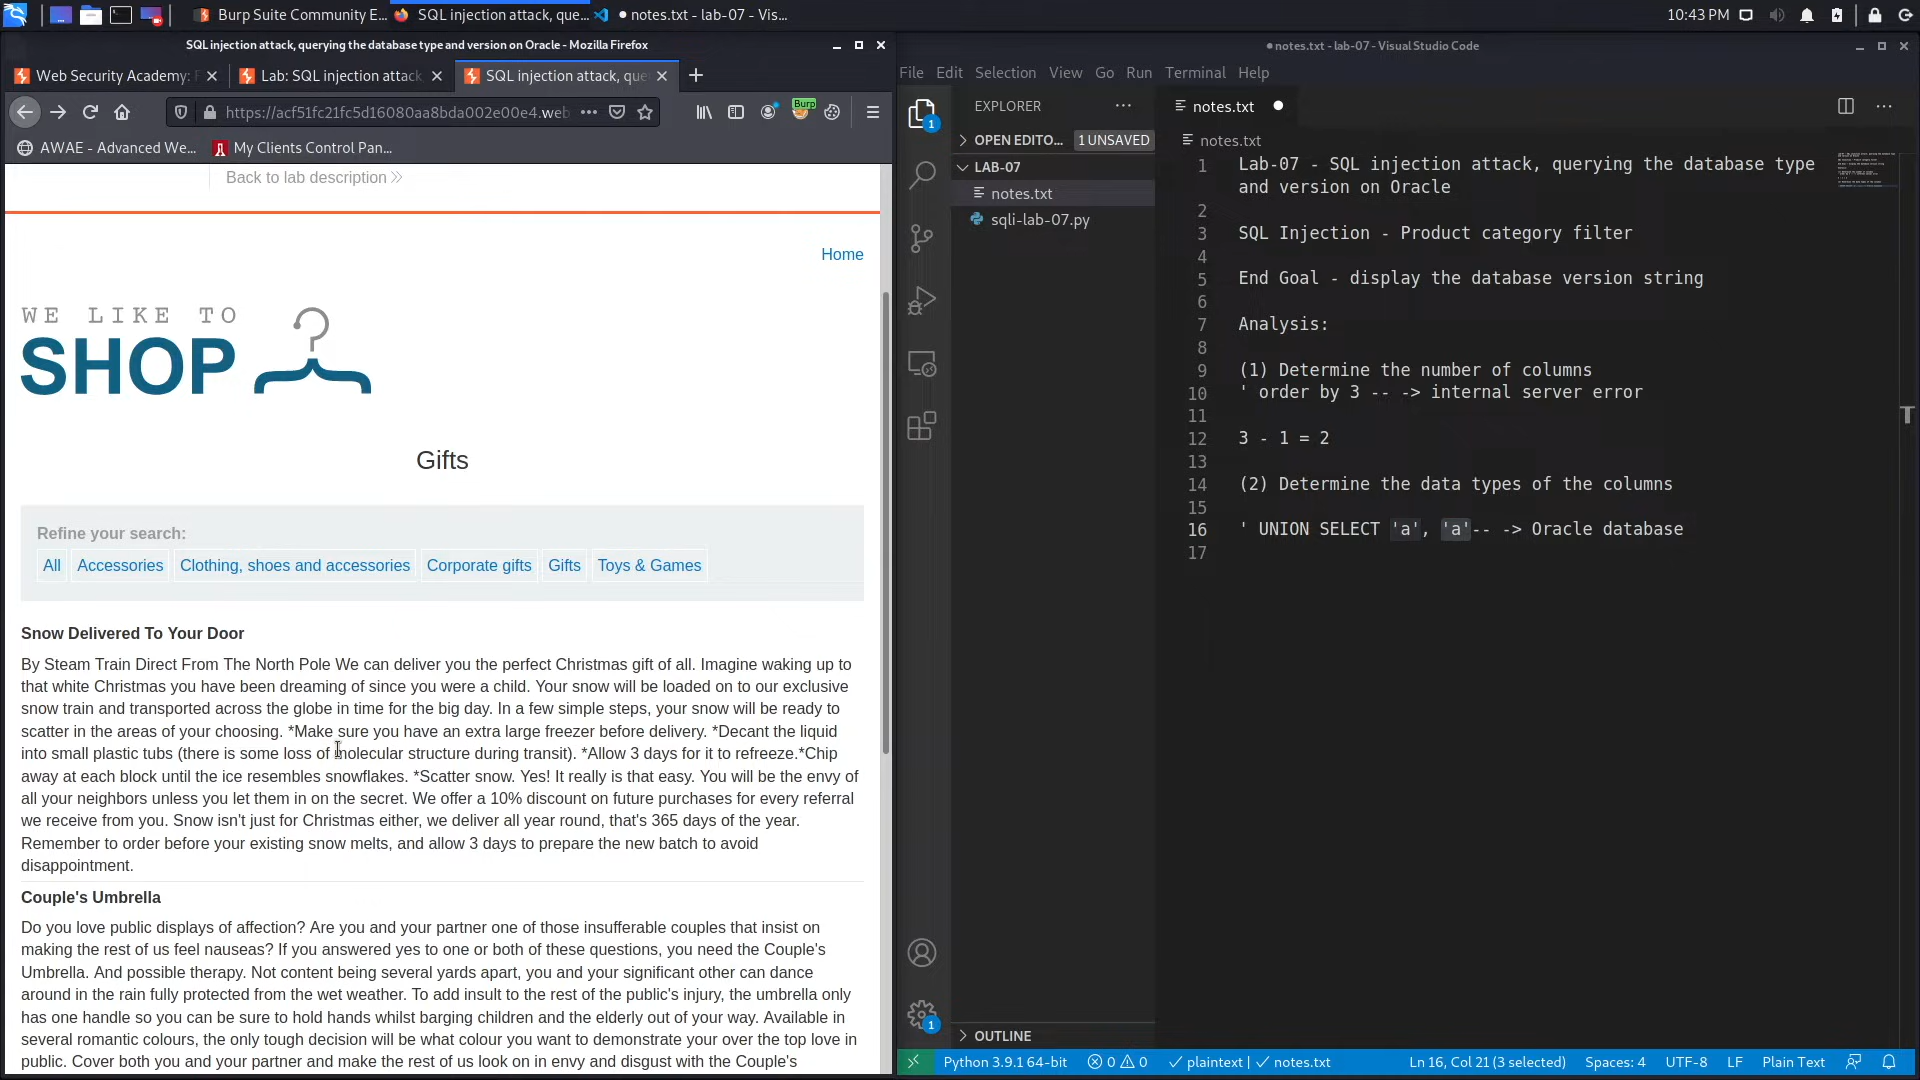 Burp Suite Community E...
SQL injection attack, que...
notes.txt - lab-07 - Vis...
10:43 PM
SQL injection attack, querying the database type and version on Oracle - Mozilla Firefox
Web Security Academy:
Lab: SQL injection attack
SQL injection attack, que
https://acf51fc21fc5d16080aa8bda002e00e4.web
Burp
AWAE - Advanced We...
My Clients Control Pan...
Back to lab description
Home
WE LIKE TO
SHOP
Gifts
Refine your search:
All Accessories Clothing, shoes and accessories Corporate gifts Gifts Toys & Games
Snow Delivered To Your Door
By Steam Train Direct From The North Pole We can deliver you the perfect Christmas gift of all. Imagine waking up to
that white Christmas you have been dreaming of since you were a child. Your snow will be loaded on to our exclusive
snow train and transported across the globe in time for the big day. In a few simple steps, your snow will be ready to
scatter in the areas of your choosing. *Make sure you have an extra large freezer before delivery. *Decant the liquid
into small plastic tubs (there is some loss of molecular structure during transit). *Allow 3 days for it to refreeze.*Chip
away at each block until the ice resembles snowflakes. *Scatter snow. Yes! It really is that easy. You will be the envy of
all your neighbors unless you let them in on the secret. We offer a 10% discount on future purchases for every referral
we receive from you. Snow isn't just for Christmas either, we deliver all year round, that's 365 days of the year.
Remember to order before your existing snow melts, and allow 3 days to prepare the new batch to avoid
disappointment.
Couple's Umbrella
Do you love public displays of affection? Are you and your partner one of those insufferable couples that insist on
making the rest of us feel nauseas? If you answered yes to one or both of these questions, you need the Couple's
Umbrella. And possible therapy. Not content being several yards apart, you and your significant other can dance
around in the rain fully protected from the wet weather. To add insult to the rest of the public's injury, the umbrella only
has one handle so you can be sure to hold hands whilst barging children and the elderly out of your way. Available in
several romantic colours, the only tough decision will be what colour you want to demonstrate your over the top love in
public. Cover both you and your partner and make the rest of us look on in envy and disgust with the Couple's
notes.txt - lab-07 - Visual Studio Code
File Edit Selection View Go Run Terminal Help
EXPLORER
OPEN EDITO... 1 UNSAVED
LAB-07
notes.txt
sqli-lab-07.py
OUTLINE
1
1
notes.txt
notes.txt
1 Lab-07 - SQL injection attack, querying the database type
and version on Oracle
2
3 SQL Injection - Product category filter
4
5 End Goal - display the database version string
6
7 Analysis:
8
9 (1) Determine the number of columns
10 ' order by 3 -- -> internal server error
11
12 3 - 1 = 2
13
14 (2) Determine the data types of the columns
15
16 ' UNION SELECT 'a', 'a'-- -> Oracle database
17
Python 3.9.1 64-bit 0 0 plaintext | notes.txt Ln 16, Col 21 (3 selected) Spaces: 4 UTF-8 LF Plain Text